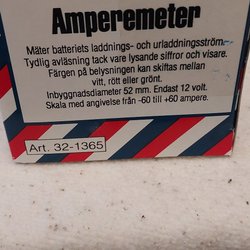 Amperemeter
Mäter batteriets laddnings- och urladdningsström.
Tydlig avläsning tack vare lysande siffror och visare.
Färgen på belysningen kan skiftas mellan
vitt, rött eller grönt.
Inbyggnadsdiameter 52 mm. Endast 12 volt.
Skala med angivelse från -60 till +60 ampere.
Art. 32-1365